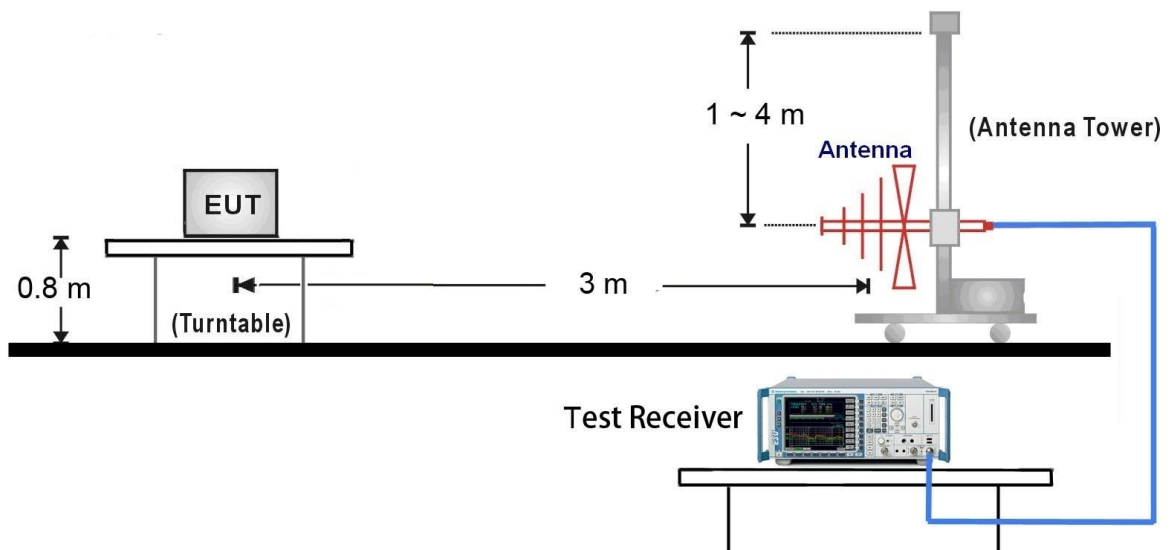 1 ~ 4 m
(Antenna Tower)
Antenna
EUT
0.8 m
3 m
(Turntable)
Test Receiver